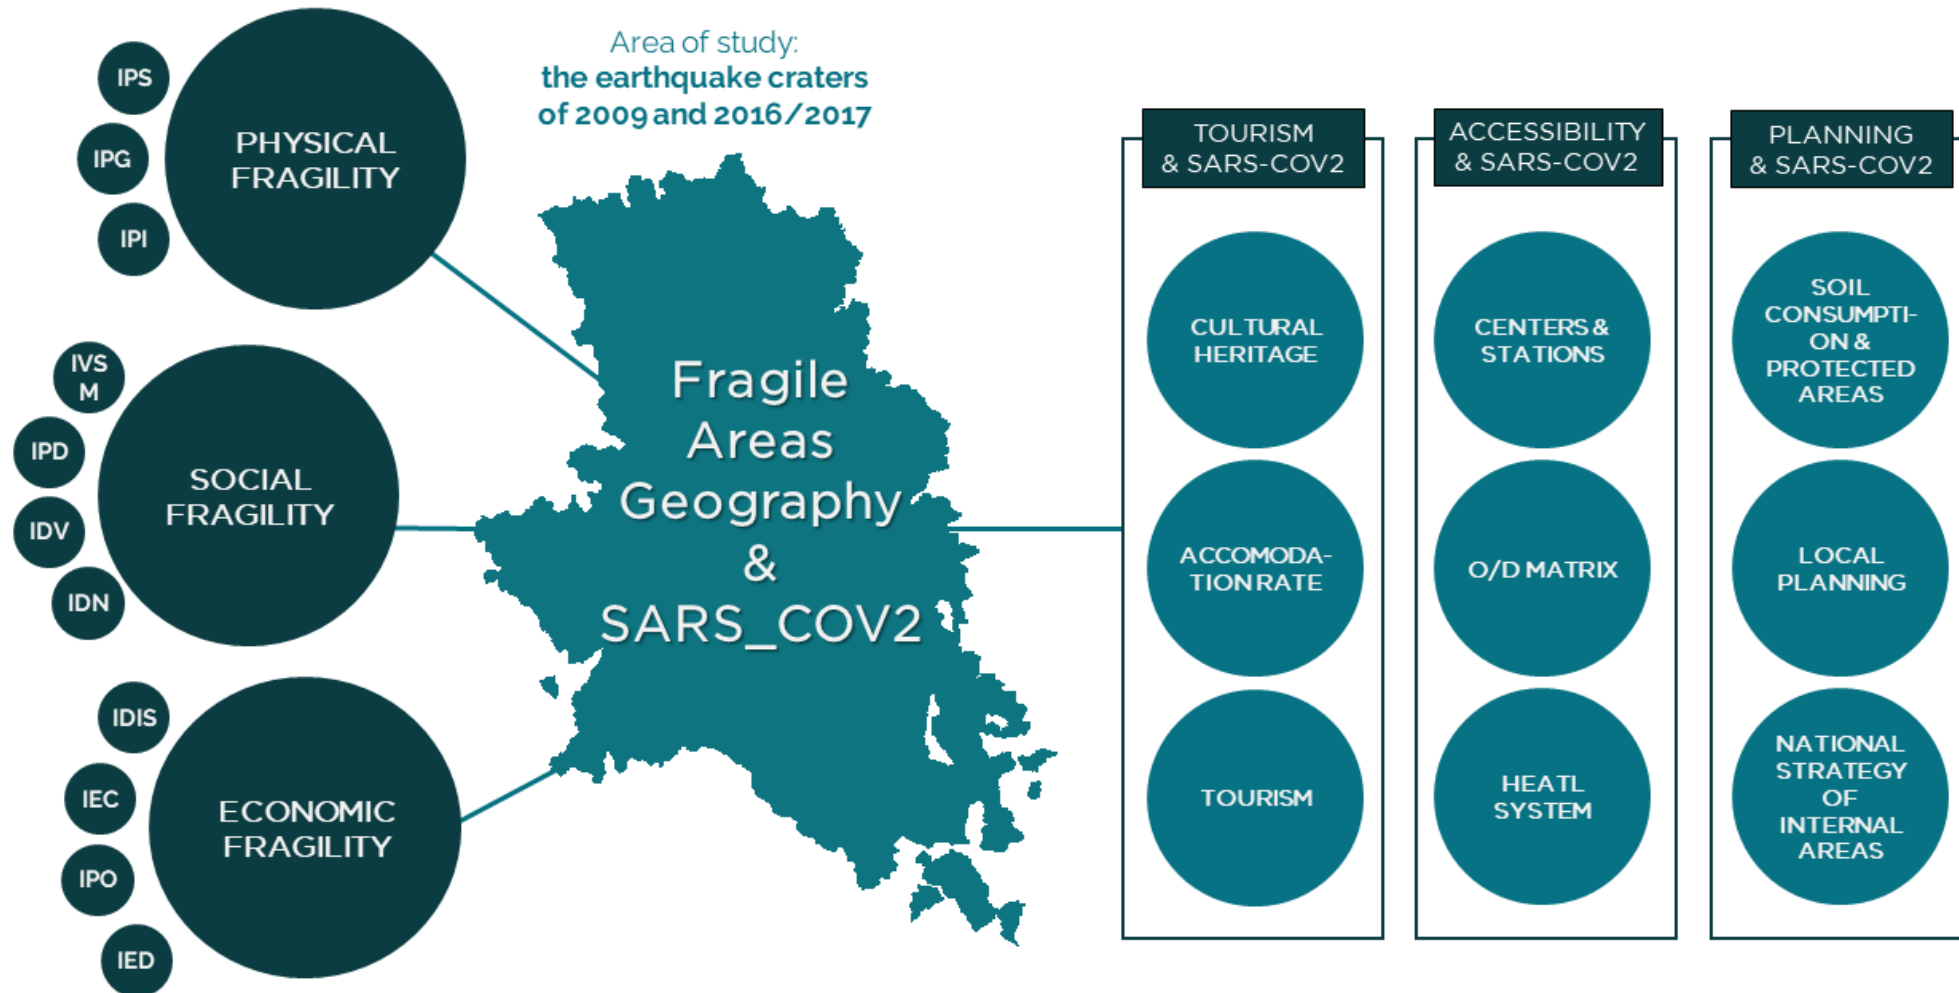 Area of study:
the earthquake craters
of 2009 and 2016/2017
IPS
IPG
IPI
PHYSICAL
FRAGILITY
IVS
M
IPD
IDV
IDN
SOCIAL
FRAGILITY
IDIS
IEC
IPO
IED
ECONOMIC
FRAGILITY
Fragile
Areas
Geography
&
SARS_COV2
TOURISM
& SARS-COV2
CULTURAL
HERITAGE
ACCOMODA-
TION RATE
TOURISM
ACCESSIBILITY
& SARS-COV2
CENTERS &
STATIONS
O/D MATRIX
HEATL
SYSTEM
PLANNING
& SARS-COV2
SOIL
CONSUMPTI-
ON &
PROTECTED
AREAS
LOCAL
PLANNING
NATIONAL
STRATEGY
OF
INTERNAL
AREAS